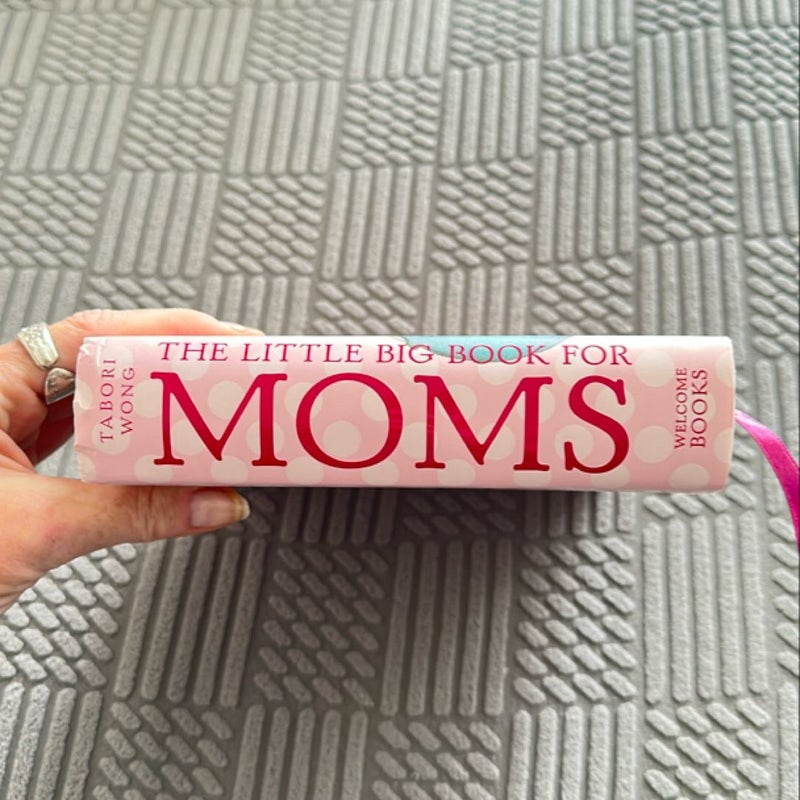 TABORI
WONG
THE LITTLE BIG BOOK FOR
MOMS
WELCOME
BOOKS